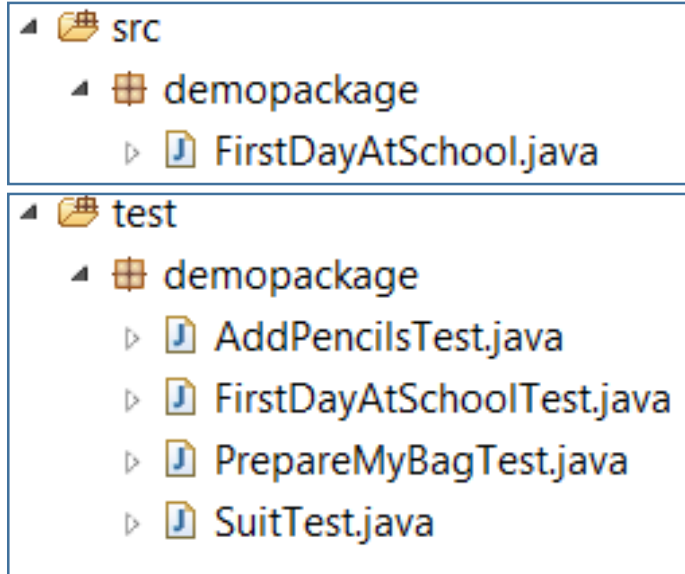 src
demopackage
FirstDayAtSchool.java
test
demopackage
AddPencilsTest.java
FirstDayAtSchoolTest.java
PrepareMyBagTest.java
SuitTest.java